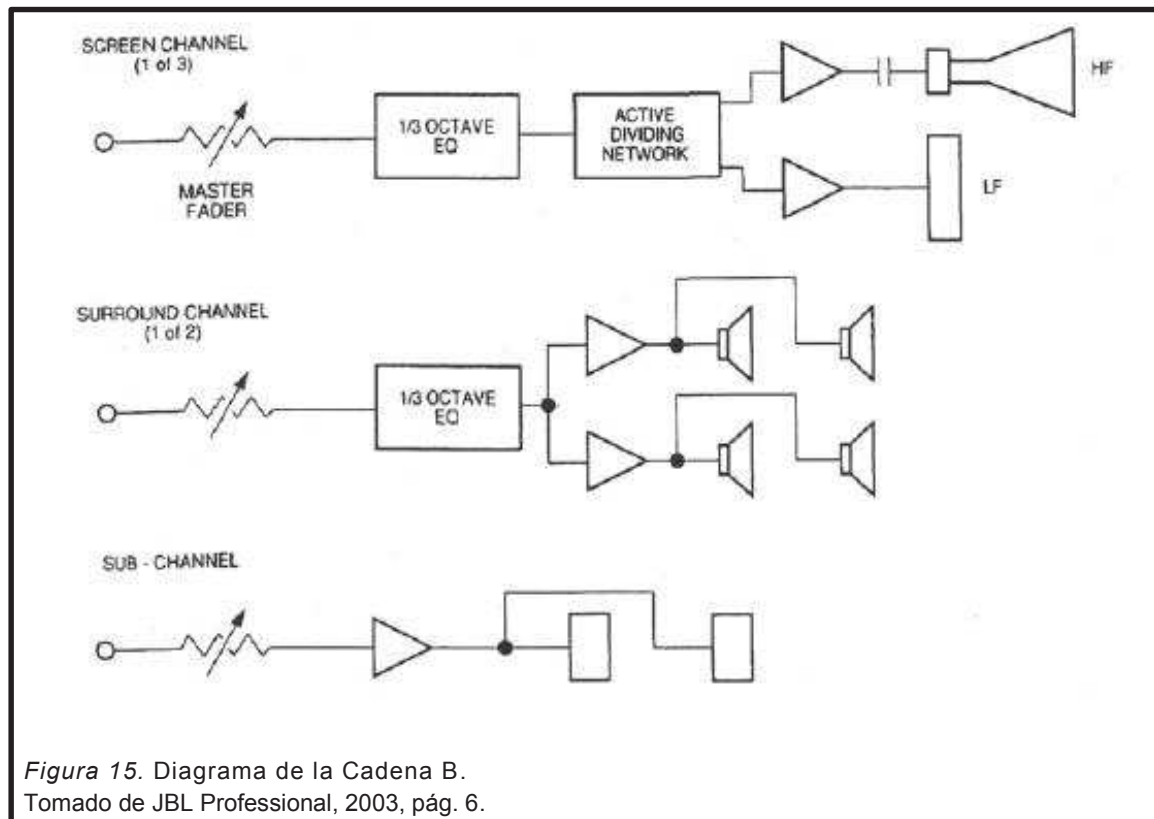 SCREEN CHANNEL
(1 of 3)
MASTER
FADER
1/3 OCTAVE
EQ
ACTIVE
DIVIDING
NETWORK
HF
LF
SURROUND CHANNEL
(1 of 2)
1/3 OCTAVE
EQ
SUB - CHANNEL
Figura 15. Diagrama de la Cadena B.
Tomado de JBL Professional, 2003, pág. 6.